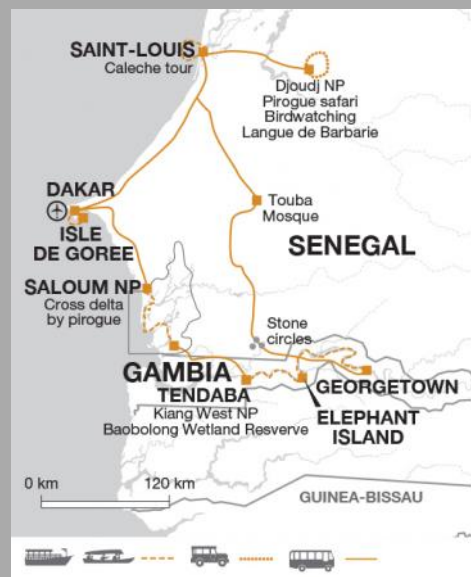 SAINT-LOUIS
Caleche tour
Djoudj NP
Pirogue safari
Birdwatching
Langue de Barbarie
DAKAR
ISLE
DE GOREE
Touba
Mosque
SENEGAL
SALOUM NP
Cross delta
by pirogue
Stone
circles
GAMBIA
TENDABA
Kiang West NP
Baobolong Wetland Resverve
GEORGETOWN
ELEPHANT
ISLAND
0 km
120 km
GUINEA-BISSAU